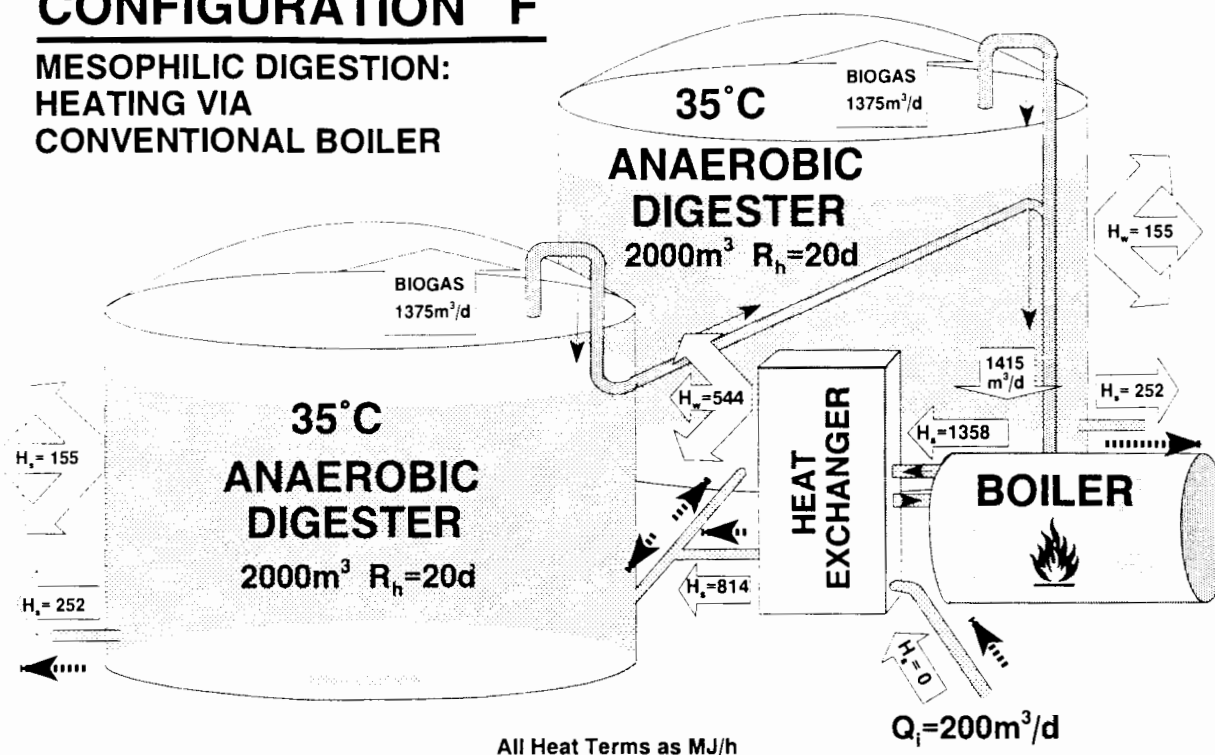 CONFIGURATION "F"
MESOPHILIC DIGESTION:
HEATING VIA
CONVENTIONAL BOILER
35°C
BIOGAS
1375m³/d
ANAEROBIC
DIGESTER
2000m³ Rₕ=20d
H_w= 155
BIOGAS
1375m³/d
1415
m³/d
Hₛ= 252
H_w=544
Hₛ=1358
35°C
ANAEROBIC
DIGESTER
2000m³ Rₕ=20d
Hₛ= 155
Hₛ= 252
HEAT
EXCHANGER
BOILER
Hₛ=814
Hₛ= 0
Qᵢ=200m³/d
All Heat Terms as MJ/h